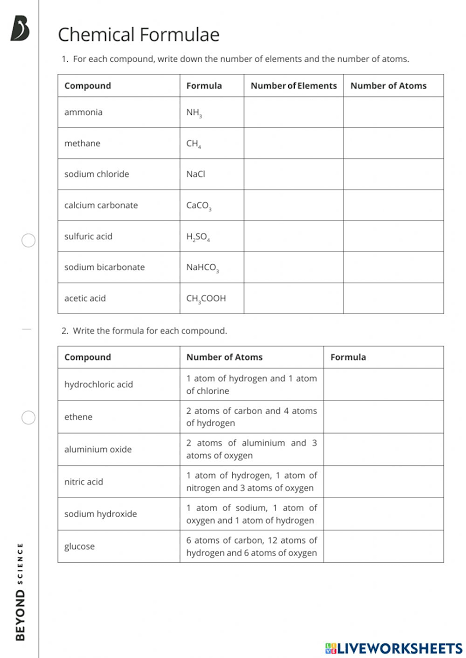 B
Chemical Formulae
1. For each compound, write down the number of elements and the number of atoms.
Compound Formula Number of Elements Number of Atoms
ammonia NH₃
methane CH₄
sodium chloride NaCl
calcium carbonate CaCO₃
sulfuric acid H₂SO₄
sodium bicarbonate NaHCO₃
acetic acid CH₃COOH
2. Write the formula for each compound.
Compound Number of Atoms Formula
hydrochloric acid 1 atom of hydrogen and 1 atom
of chlorine
ethene 2 atoms of carbon and 4 atoms
of hydrogen
aluminium oxide 2 atoms of aluminium and 3
atoms of oxygen
nitric acid 1 atom of hydrogen, 1 atom of
nitrogen and 3 atoms of oxygen
sodium hydroxide 1 atom of sodium, 1 atom of
oxygen and 1 atom of hydrogen
glucose 6 atoms of carbon, 12 atoms of
hydrogen and 6 atoms of oxygen
BEYOND SCIENCE
LIVEWORKSHEETS